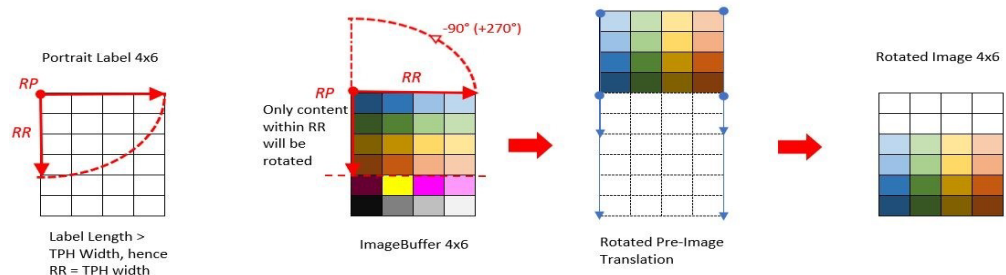 Portrait Label 4x6
RP
RR
Label Length >
TPH Width, hence
RR = TPH width
-90° (+270°)
RP
RR
Only content
within RR
will be
rotated
ImageBuffer 4x6
Rotated Pre-Image
Translation
Rotated Image 4x6